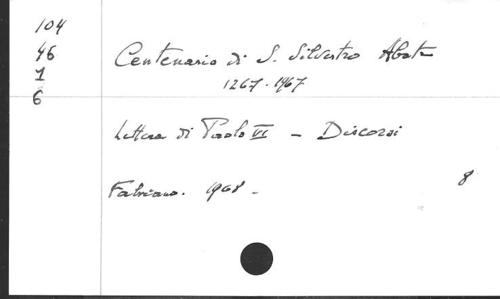 104
46
1
6
Centenario di S. Silvestro Abate
1267-1967
Lettera di Paolo VI - Discorsi
Fabriano. 1968 -
8